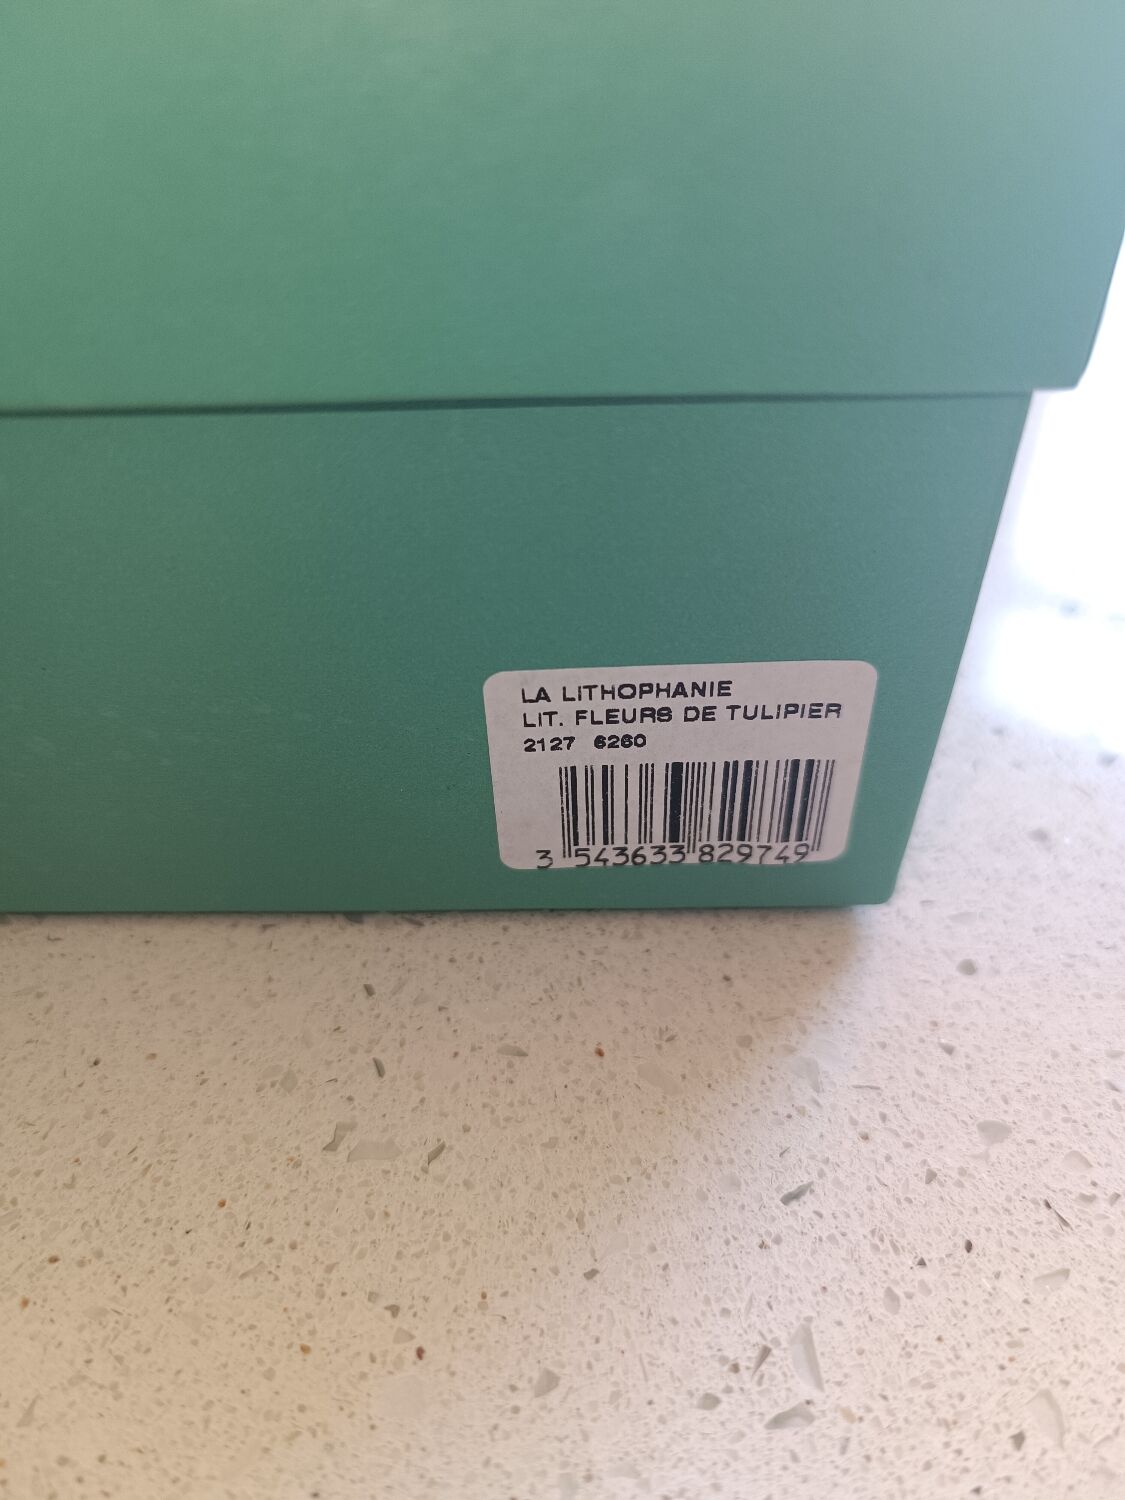 LA LITHOPHANIE
LIT. FLEURS DE TULIPIER
2127 6260
3 543633 829749